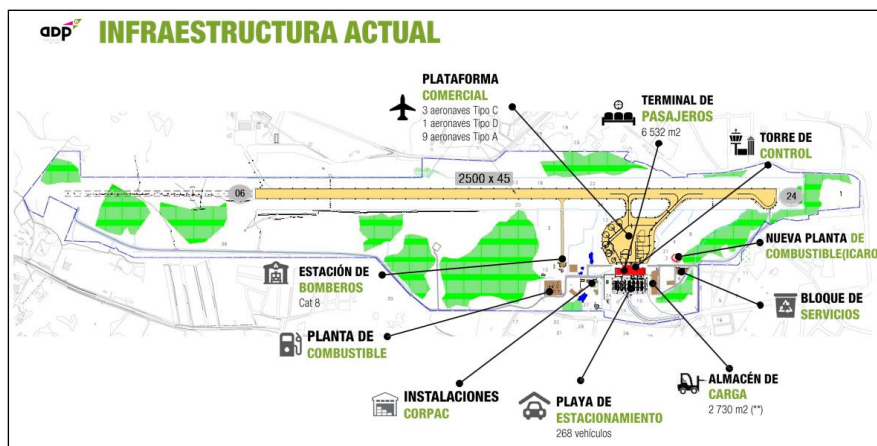 adp INFRAESTRUCTURA ACTUAL
PLATAFORMA
COMERCIAL
3 aeronaves Tipo C
1 aeronaves Tipo D
9 aeronaves Tipo A
TERMINAL DE
PASAJEROS
6 532 m2
TORRE DE
CONTROL
2500 x 45
06
24
NUEVA PLANTA DE
COMBUSTIBLE(ICARO)
ESTACIÓN DE
BOMBEROS
Cat 8
BLOQUE DE
SERVICIOS
PLANTA DE
COMBUSTIBLE
INSTALACIONES
CORPAC
PLAYA DE
ESTACIONAMIENTO
268 vehículos
ALMACÉN DE
CARGA
2 730 m2 (**)